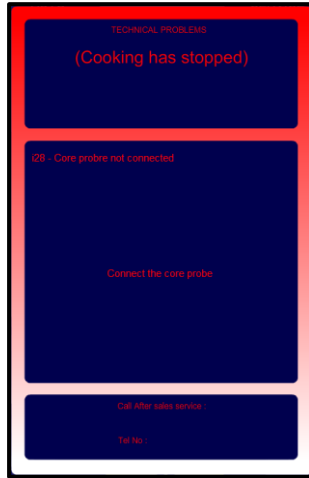 TECHNICAL PROBLEMS
(Cooking has stopped)
i28 - Core probre not connected
Connect the core probe
Call After sales service :
Tel No :